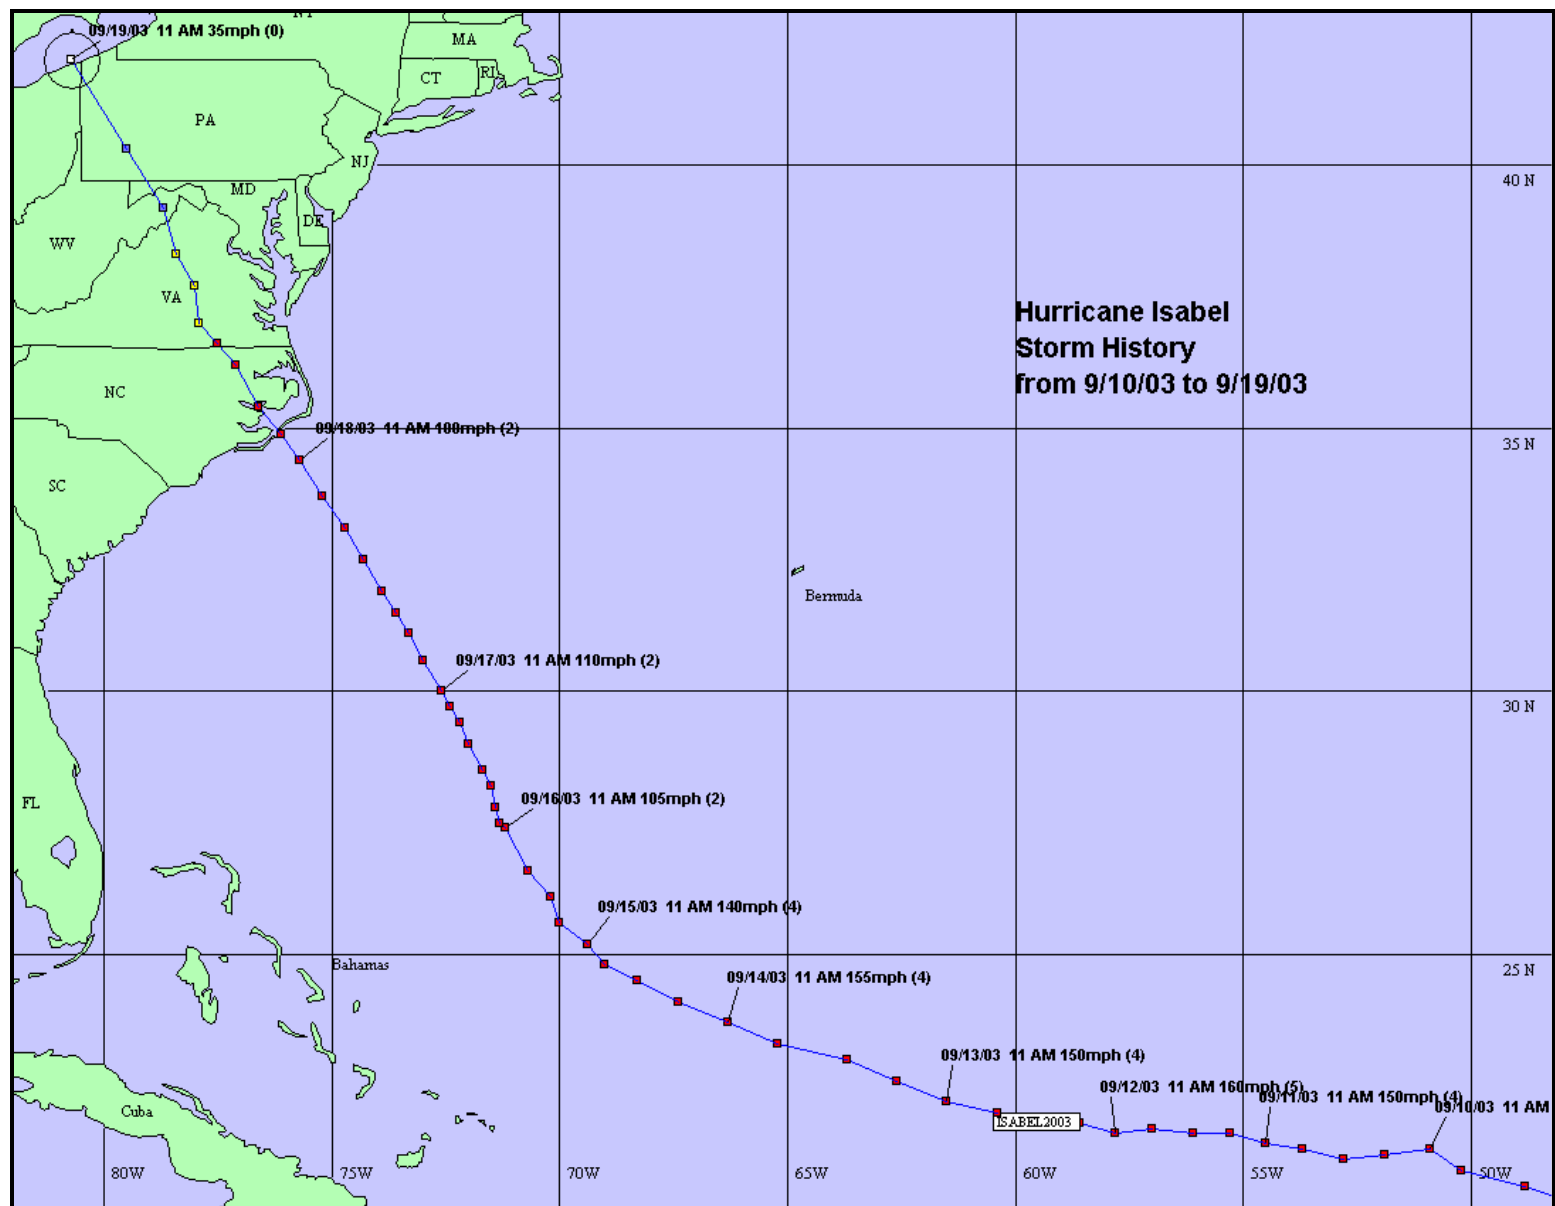 NY
09/19/03 11 AM 35mph (0)
MA
CT
RI
PA
NJ
40 N
MD
DE
WV
VA
Hurricane Isabel
Storm History
from 9/10/03 to 9/19/03
NC
09/18/03 11 AM 100mph (2)
35 N
SC
Bermuda
09/17/03 11 AM 110mph (2)
30 N
FL
09/16/03 11 AM 105mph (2)
09/15/03 11 AM 140mph (4)
Bahamas
25 N
09/14/03 11 AM 155mph (4)
09/13/03 11 AM 150mph (4)
09/12/03 11 AM 160mph (5)
09/11/03 11 AM 150mph (4)
09/10/03 11 AM
Cuba
ISABEL2003
80W
75W
70W
65W
60W
55W
50W